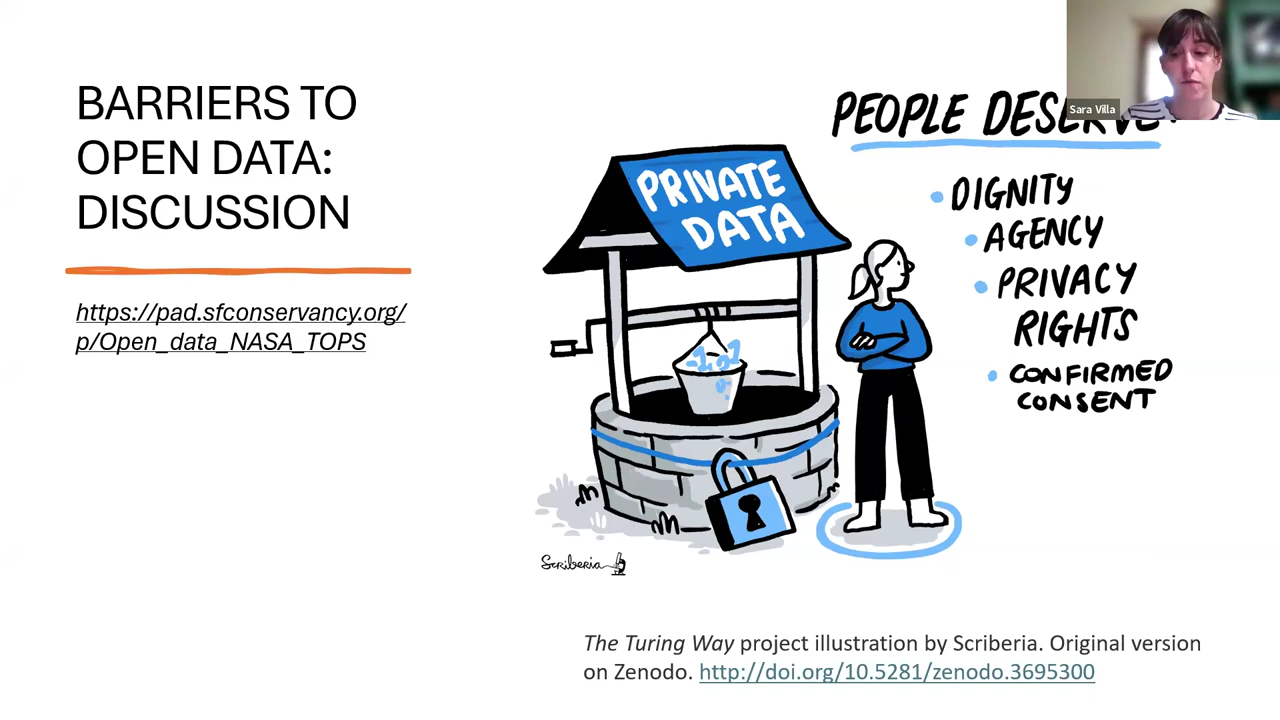 BARRIERS TO
OPEN DATA:
DISCUSSION
https://pad.sfconservancy.org/
p/Open_data_NASA_TOPS
PRIVATE
DATA
PEOPLE DESERVE
DIGNITY
AGENCY
PRIVACY
RIGHTS
CONFIRMED
CONSENT
Scriberia
The Turing Way project illustration by Scriberia. Original version
on Zenodo. http://doi.org/10.5281/zenodo.3695300
Sara Villa